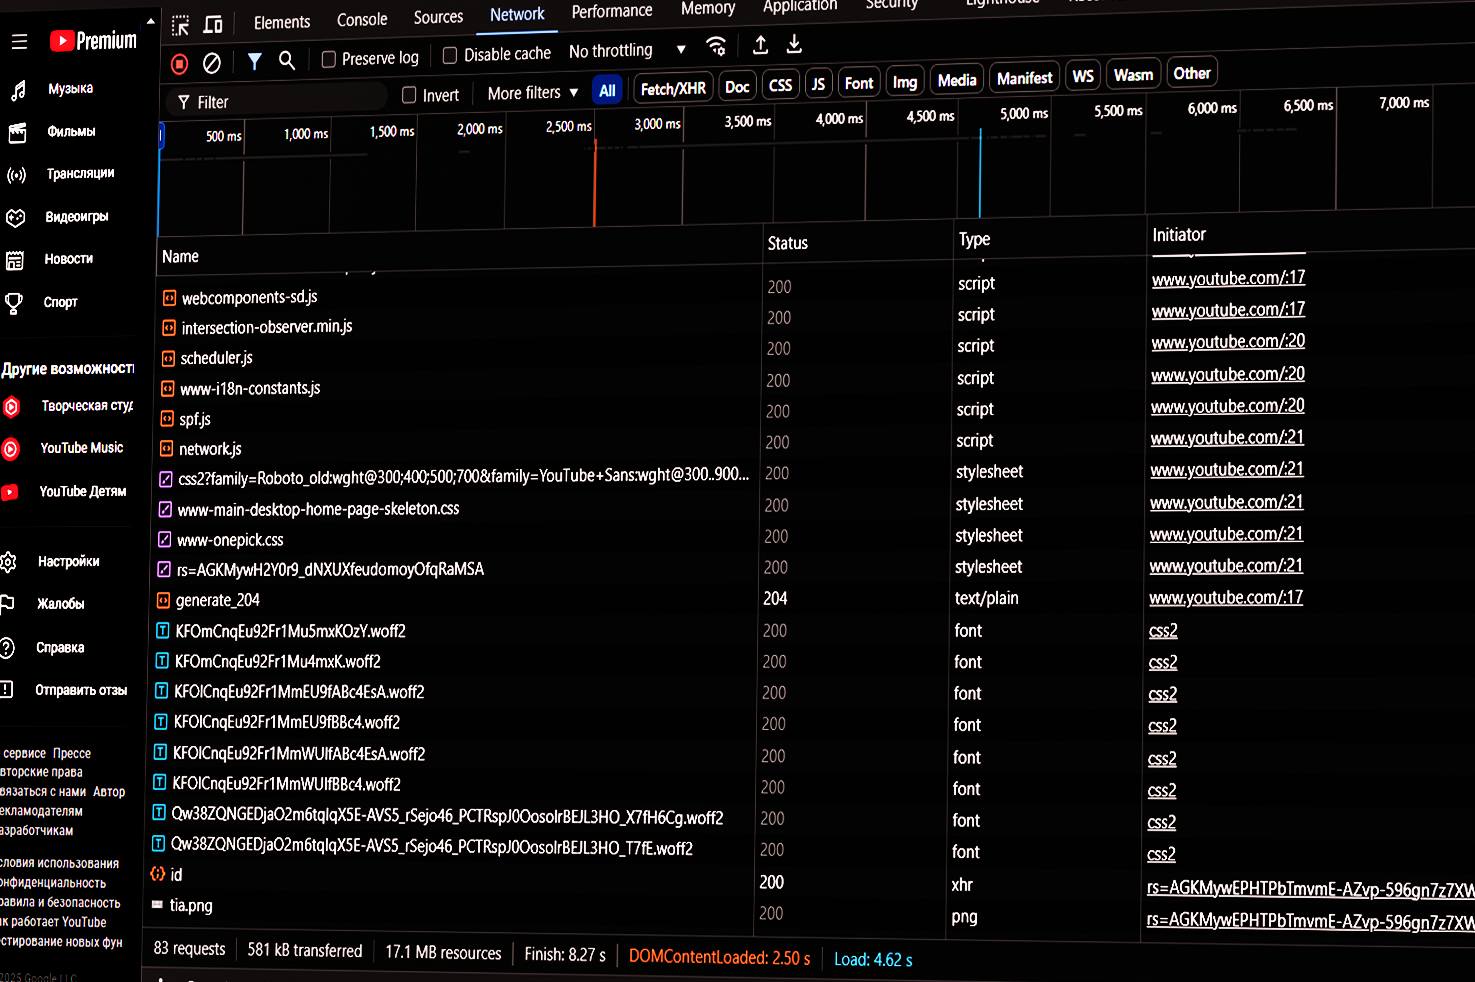 Premium
Музыка
Фильмы
Трансляции
Видеоигры
Новости
Спорт
Другие возможност
Творческая сту
YouTube Music
YouTube Детям
Настройки
Жалобы
Справка
Отправить отзы
сервисе Прессе
вторские права
вязаться с нами Автор
екламодателям
азработчикам
словия использования
онфиденциальность
равила и безопасность
к работает YouTube
стирование новых фун
2025 Google LLC
Elements Console Sources Network Performance Memory Application Security Lighthouse
Preserve log Disable cache No throttling
Filter Invert More filters All Fetch/XHR Doc CSS JS Font Img Media Manifest WS Wasm Other
500 ms 1,000 ms 1,500 ms 2,000 ms 2,500 ms 3,000 ms 3,500 ms 4,000 ms 4,500 ms 5,000 ms 5,500 ms 6,000 ms 6,500 ms 7,000 ms
Name Status Type Initiator
webcomponents-sd.js 200 script www.youtube.com/:17
intersection-observer.min.js 200 script www.youtube.com/:17
scheduler.js 200 script www.youtube.com/:20
www-i18n-constants.js 200 script www.youtube.com/:20
spf.js 200 script www.youtube.com/:20
network.js 200 script www.youtube.com/:21
css2?family=Roboto_old:wght@300;400;500;700&family=YouTube+Sans:wght@300..900... 200 stylesheet www.youtube.com/:21
www-main-desktop-home-page-skeleton.css 200 stylesheet www.youtube.com/:21
www-onepick.css 200 stylesheet www.youtube.com/:21
rs=AGKMywH2Y0r9_dNXUXfeudomoyOfqRaMSA 200 stylesheet www.youtube.com/:21
generate_204 204 text/plain www.youtube.com/:17
KFOmCnqEu92Fr1Mu5mxKOzY.woff2 200 font css2
KFOmCnqEu92Fr1Mu4mxK.woff2 200 font css2
KFOlCnqEu92Fr1MmEU9fABc4EsA.woff2 200 font css2
KFOlCnqEu92Fr1MmEU9fBBc4.woff2 200 font css2
KFOlCnqEu92Fr1MmWUlfABc4EsA.woff2 200 font css2
KFOlCnqEu92Fr1MmWUlfBBc4.woff2 200 font css2
Qw38ZQNGEDjaO2m6tqIqX5E-AVS5_rSejo46_PCTRspJ0OosolrBEJL3HO_X7fH6Cg.woff2 200 font css2
Qw38ZQNGEDjaO2m6tqIqX5E-AVS5_rSejo46_PCTRspJ0OosolrBEJL3HO_T7fE.woff2 200 font css2
id 200 xhr rs=AGKMywEPHTPbTmvmE-AZvp-596gn7z7XW
tia.png 200 png rs=AGKMywEPHTPbTmvmE-AZvp-596gn7z7XW
83 requests 581 kB transferred 17.1 MB resources Finish: 8.27 s DOMContentLoaded: 2.50 s Load: 4.62 s